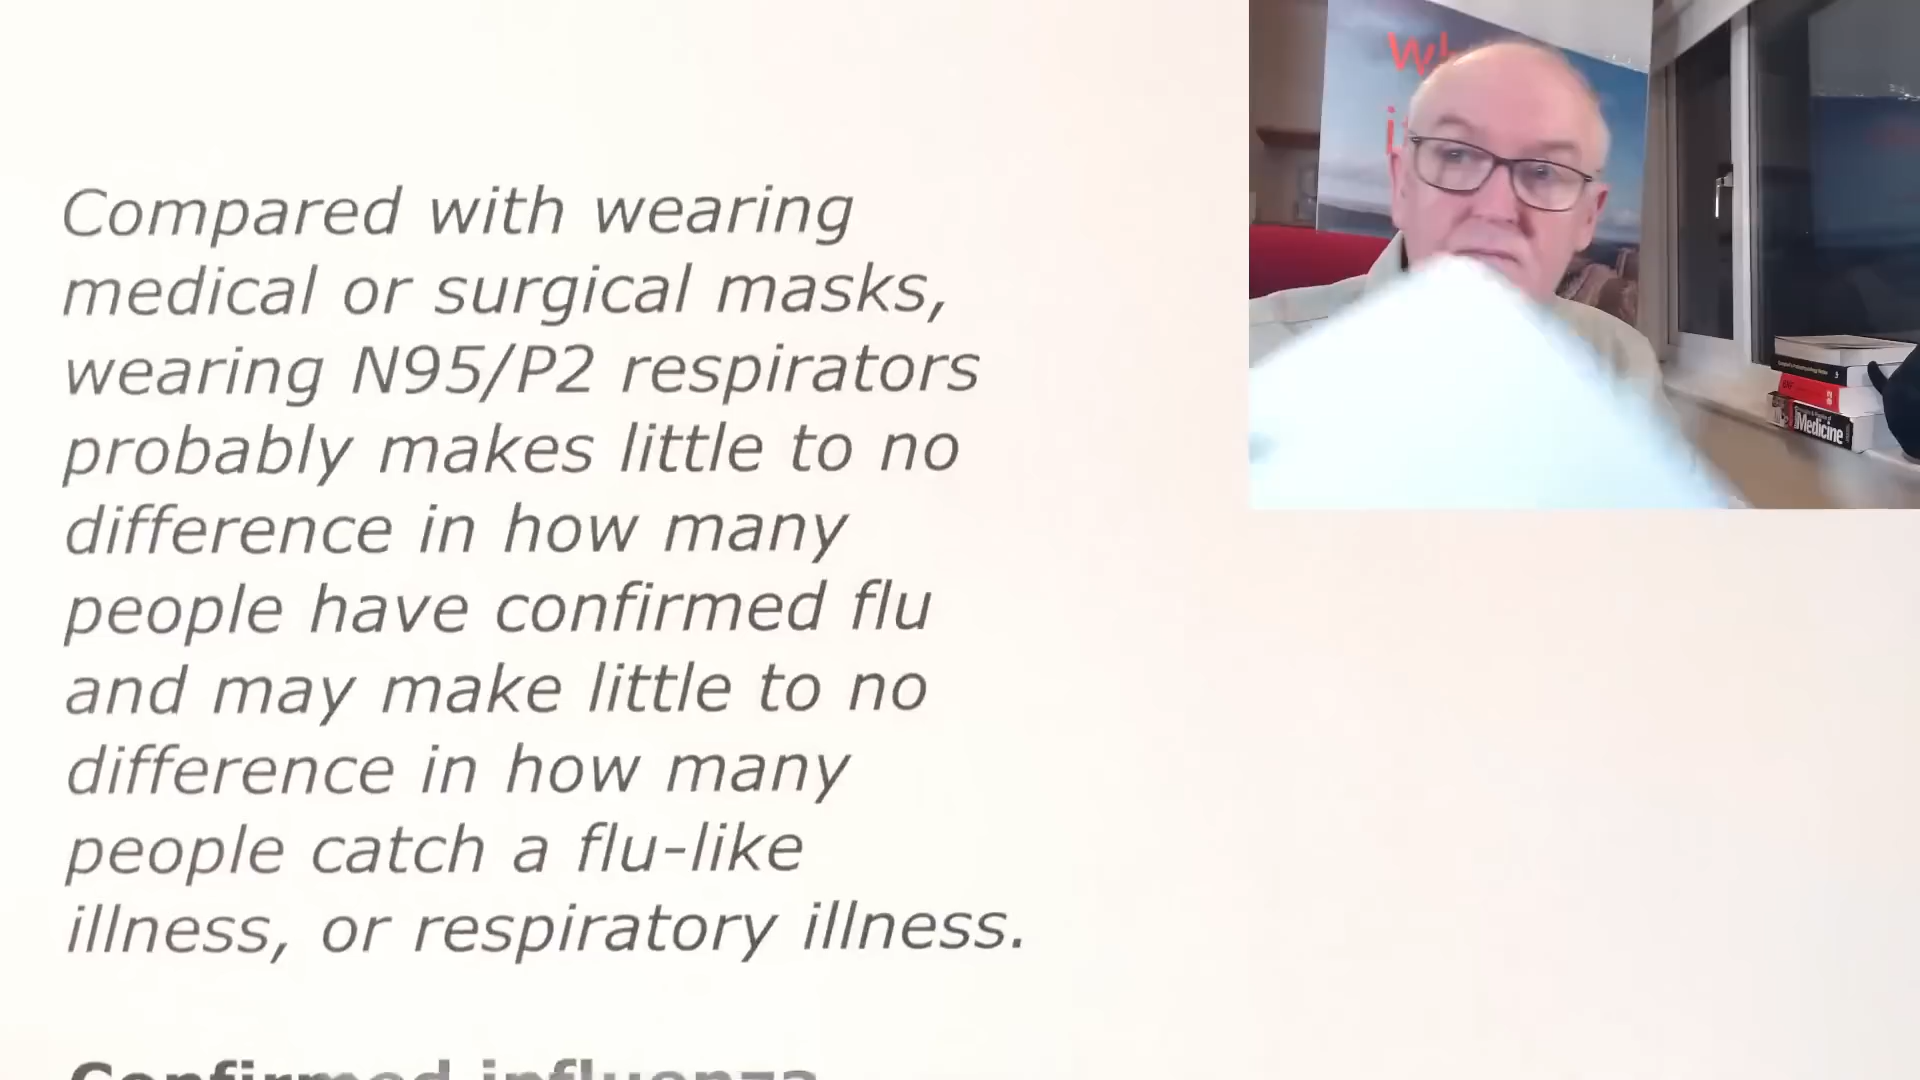 Compared with wearing
medical or surgical masks,
wearing N95/P2 respirators
probably makes little to no
difference in how many
people have confirmed flu
and may make little to no
difference in how many
people catch a flu-like
illness, or respiratory illness.
Confirmed influenza
Medicine